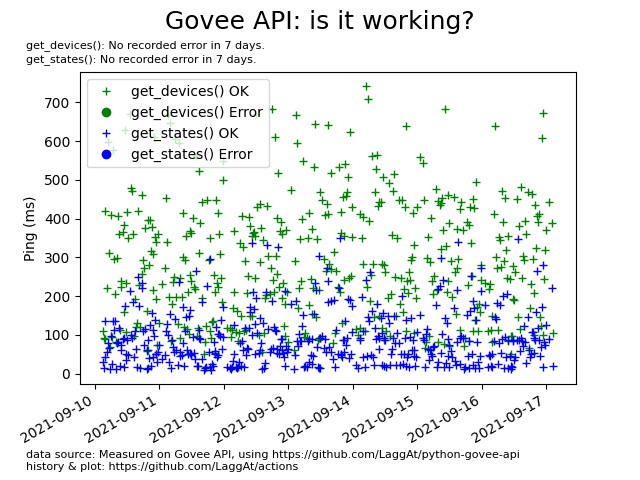 Govee API: is it working?
get_devices(): No recorded error in 7 days.
get_states(): No recorded error in 7 days.
get_devices() OK
get_devices() Error
get_states() OK
get_states() Error
Ping (ms)
700
600
500
400
300
200
100
0
2021-09-10
2021-09-11
2021-09-12
2021-09-13
2021-09-14
2021-09-15
2021-09-16
2021-09-17
data source: Measured on Govee API, using https://github.com/LaggAt/python-govee-api
history & plot: https://github.com/LaggAt/actions